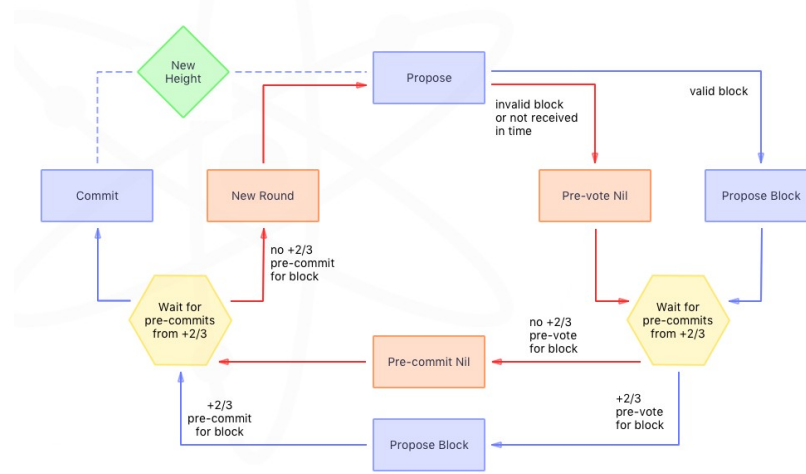 New
Height
Propose
invalid block
or not received
in time
valid block
Commit
New Round
Pre-vote Nil
Propose Block
no +2/3
pre-commit
for block
Wait for
pre-commits
from +2/3
Wait for
pre-commits
from +2/3
no +2/3
pre-vote
for block
Pre-commit Nil
+2/3
pre-commit
for block
+2/3
pre-vote
for block
Propose Block